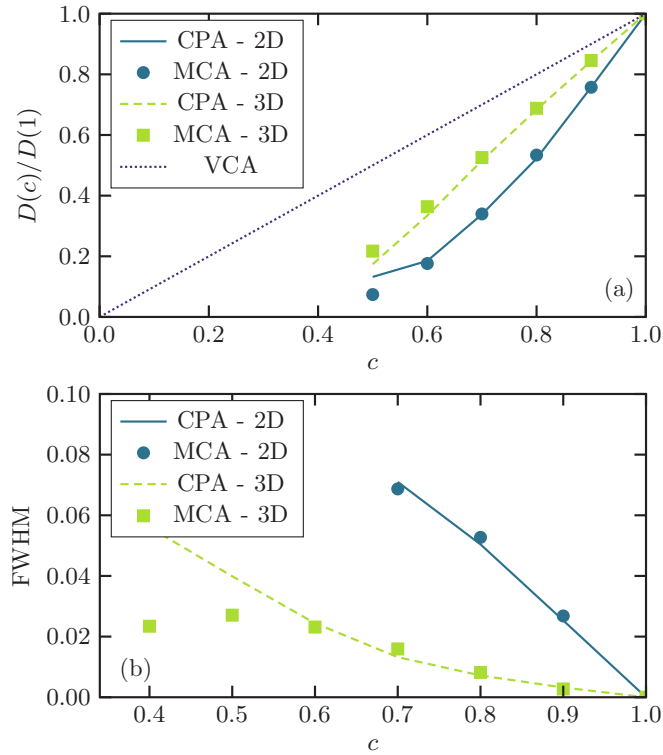 1.0
0.8
0.6
0.4
0.2
0.0
D(c)/D(1)
CPA - 2D
MCA - 2D
CPA - 3D
MCA - 3D
VCA
(a)
0.0 0.2 0.4 0.6 0.8 1.0
c
0.10
0.08
0.06
0.04
0.02
0.00
FWHM
CPA - 2D
MCA - 2D
CPA - 3D
MCA - 3D
(b)
0.4 0.5 0.6 0.7 0.8 0.9 1.0
c